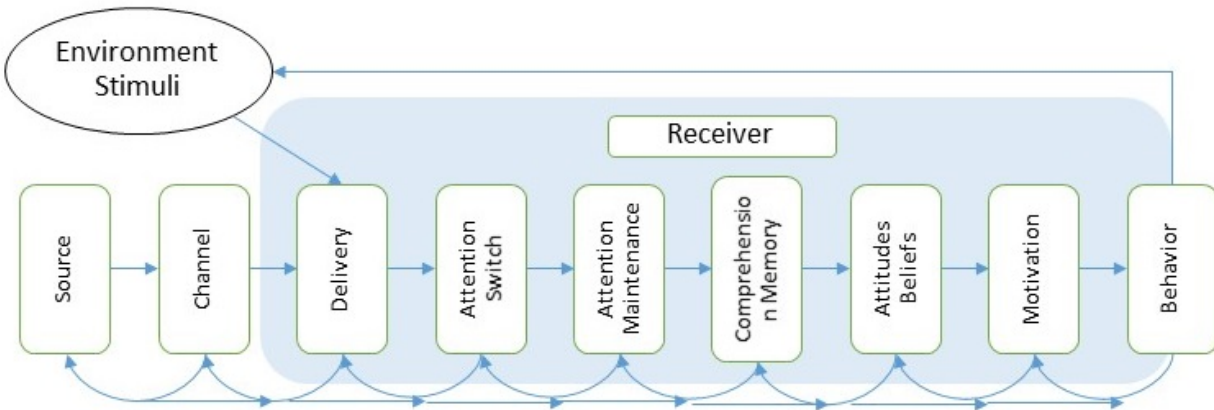 Environment
Stimuli
Receiver
Source
Channel
Delivery
Attention
Switch
Attention
Maintenance
Comprehensio
n Memory
Attitudes
Beliefs
Motivation
Behavior